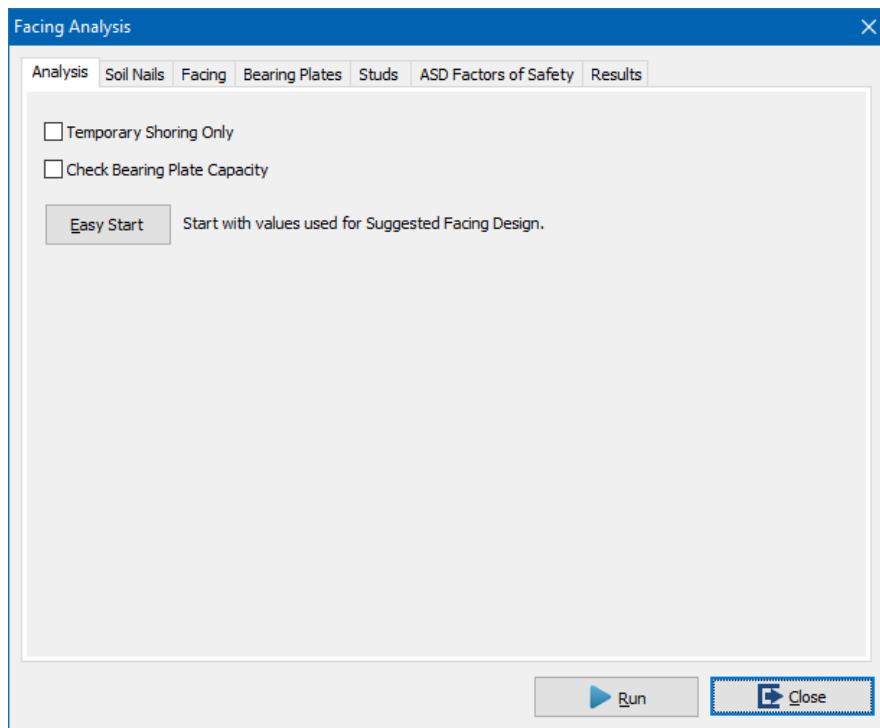 Facing Analysis
Analysis Soil Nails Facing Bearing Plates Studs ASD Factors of Safety Results
Temporary Shoring Only
Check Bearing Plate Capacity
Easy Start Start with values used for Suggested Facing Design.
Run Close